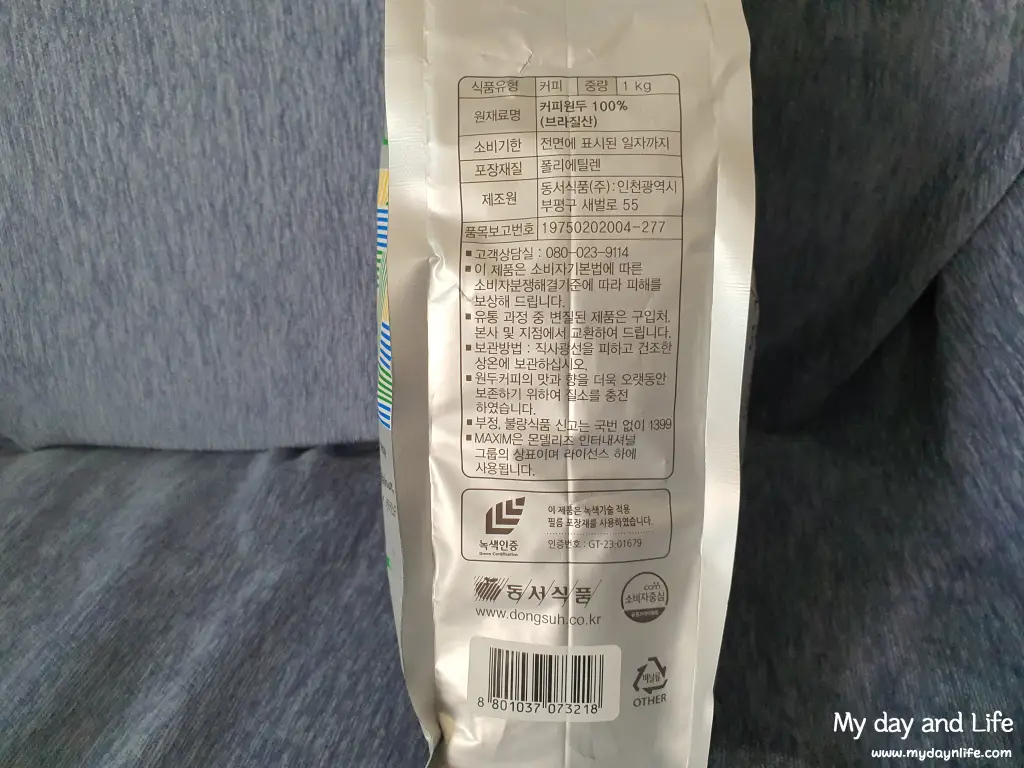 식품유형 커피 중량 1 kg
원재료명 커피원두 100%
(브라질산)
소비기한 전면에 표시된 일자까지
포장재질 폴리에틸렌
제조원 동서식품(주):인천광역시
부평구 새벌로 55
품목보고번호 19750202004-277
■ 고객상담실 : 080-023-9114
■ 이 제품은 소비자기본법에 따른
소비자분쟁해결기준에 따라 피해를
보상해 드립니다.
■ 유통 과정 중 변질된 제품은 구입처,
본사 및 지점에서 교환하여 드립니다.
■ 보관방법 : 직사광선을 피하고 건조한
상온에 보관하십시오.
■ 원두커피의 맛과 향을 더욱 오랫동안
보존하기 위하여 질소를 충전
하였습니다.
■ 부정, 불량식품 신고는 국번 없이 1399
■ MAXIM은 몬델리즈 인터내셔널
그룹의 상표이며 라이선스 하에
사용됩니다.
이 제품은 녹색기술 적용
필름 포장재를 사용하였습니다.
녹색인증
Green Certification
인증번호 : GT-23-01679
동서식품
www.dongsuh.co.kr
ccm
소비자중심
8 801037 073218
바닐등
OTHER
My day and Life
www.mydaynlife.com